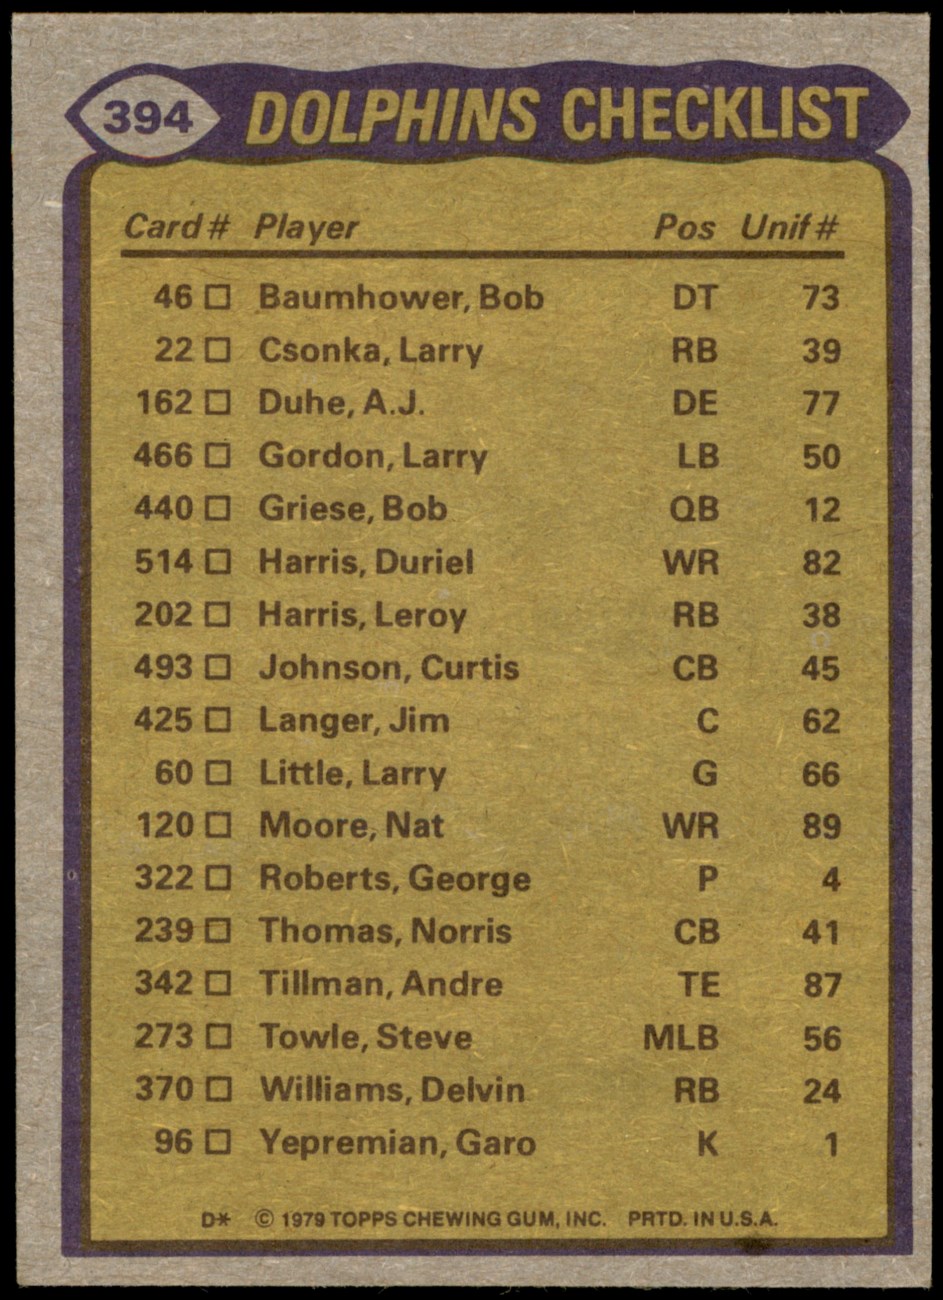 394 DOLPHINS CHECKLIST
Card # Player Pos Unif #
46 □ Baumhower, Bob DT 73
22 □ Csonka, Larry RB 39
162 □ Duhe, A.J. DE 77
466 □ Gordon, Larry LB 50
440 □ Griese, Bob QB 12
514 □ Harris, Duriel WR 82
202 □ Harris, Leroy RB 38
493 □ Johnson, Curtis CB 45
425 □ Langer, Jim C 62
60 □ Little, Larry G 66
120 □ Moore, Nat WR 89
322 □ Roberts, George P 4
239 □ Thomas, Norris CB 41
342 □ Tillman, Andre TE 87
273 □ Towle, Steve MLB 56
370 □ Williams, Delvin RB 24
96 □ Yepremian, Garo K 1
D* © 1979 TOPPS CHEWING GUM, INC. PRTD. IN U.S.A.